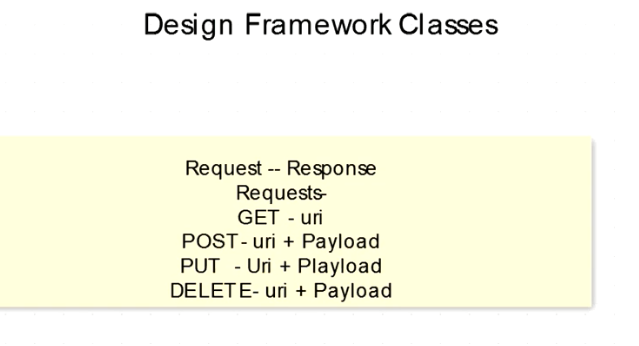 Design Framework Classes
Request -- Response
Requests-
GET - uri
POST- uri + Payload
PUT - Uri + Playload
DELETE- uri + Payload